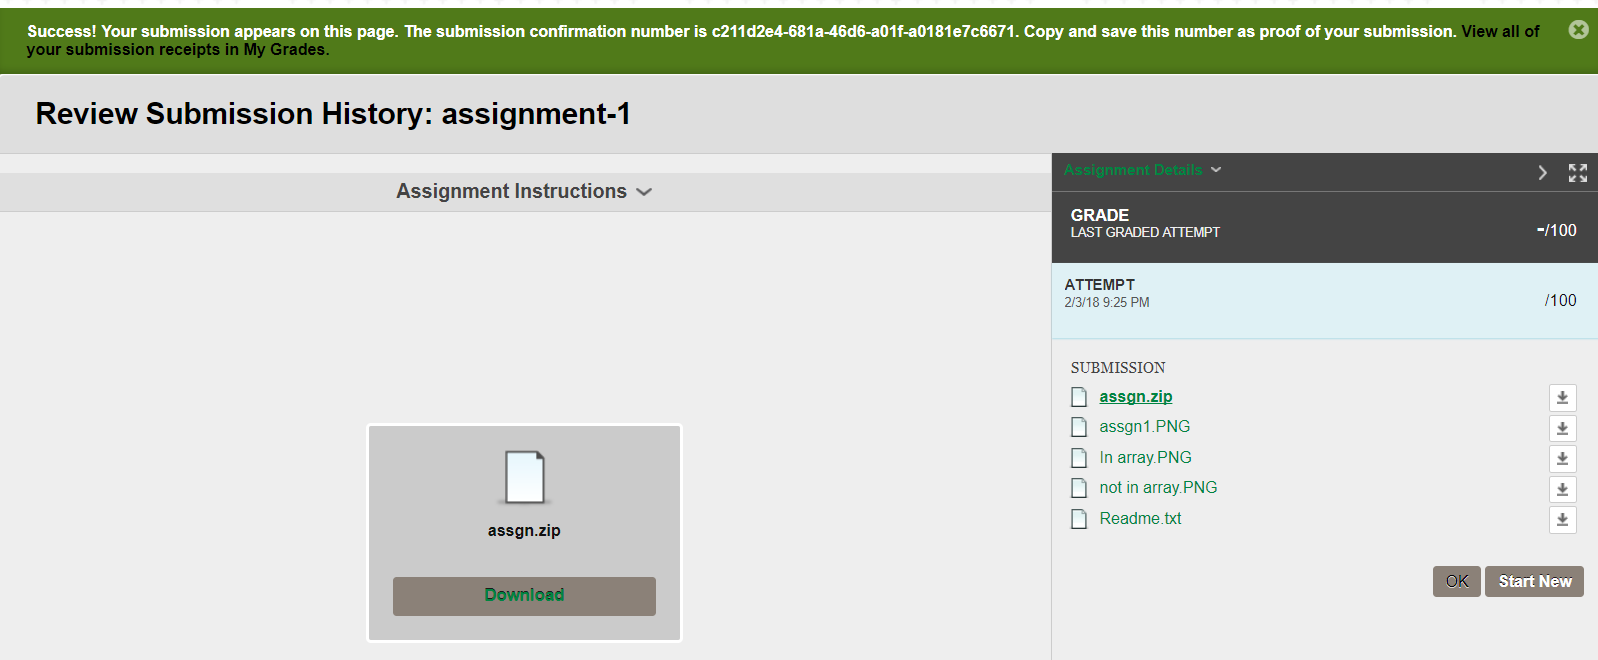 Success! Your submission appears on this page. The submission confirmation number is c211d2e4-681a-46d6-a01f-a0181e7c6671. Copy and save this number as proof of your submission. View all of
your submission receipts in My Grades.
Review Submission History: assignment-1
Assignment Instructions
assgn.zip
Download
Assignment Details
GRADE
LAST GRADED ATTEMPT
-/100
ATTEMPT
2/3/18 9:25 PM
/100
SUBMISSION
assgn.zip
assgn1.PNG
In array.PNG
not in array.PNG
Readme.txt
OK Start New